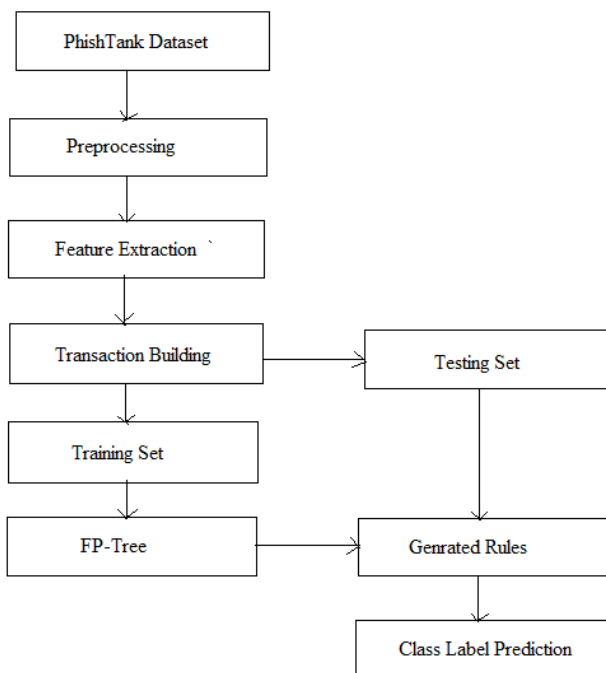 PhishTank Dataset
Preprocessing
Feature Extraction `
Transaction Building
Testing Set
Training Set
FP-Tree
Genrated Rules
Class Label Prediction